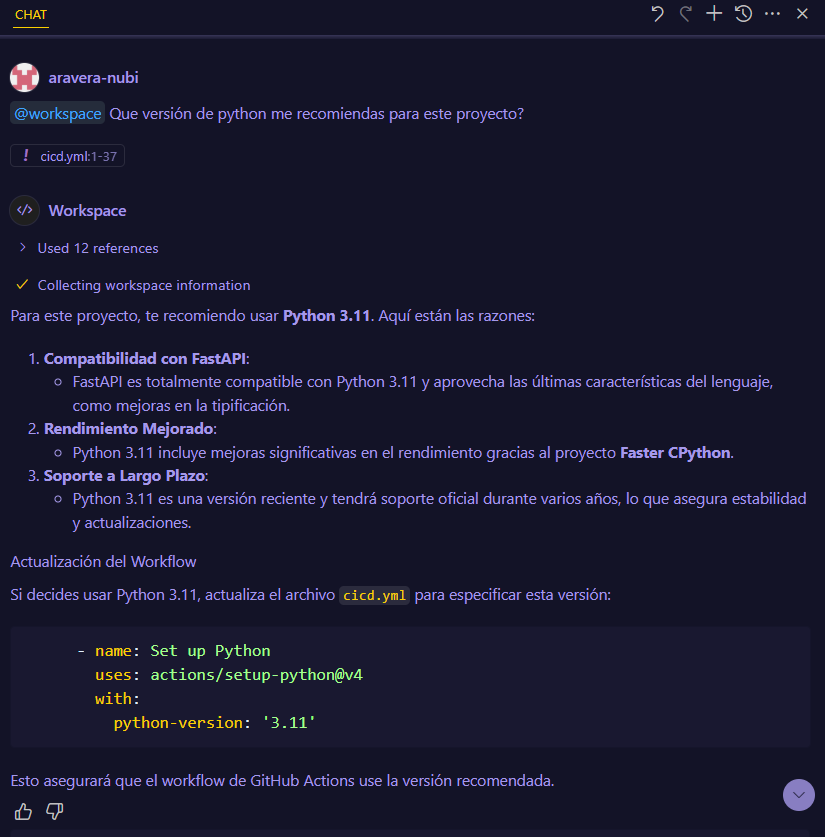 CHAT
aravera-nubi
@workspace Que versión de python me recomiendas para este proyecto?
! cicd.yml:1-37
</> Workspace
> Used 12 references
✓ Collecting workspace information
Para este proyecto, te recomiendo usar Python 3.11. Aquí están las razones:
1. Compatibilidad con FastAPI:
○ FastAPI es totalmente compatible con Python 3.11 y aprovecha las últimas características del lenguaje,
como mejoras en la tipificación.
2. Rendimiento Mejorado:
○ Python 3.11 incluye mejoras significativas en el rendimiento gracias al proyecto Faster CPython.
3. Soporte a Largo Plazo:
○ Python 3.11 es una versión reciente y tendrá soporte oficial durante varios años, lo que asegura estabilidad
y actualizaciones.
Actualización del Workflow
Si decides usar Python 3.11, actualiza el archivo cicd.yml para especificar esta versión:
- name: Set up Python
uses: actions/setup-python@v4
with:
python-version: '3.11'
Esto asegurará que el workflow de GitHub Actions use la versión recomendada.